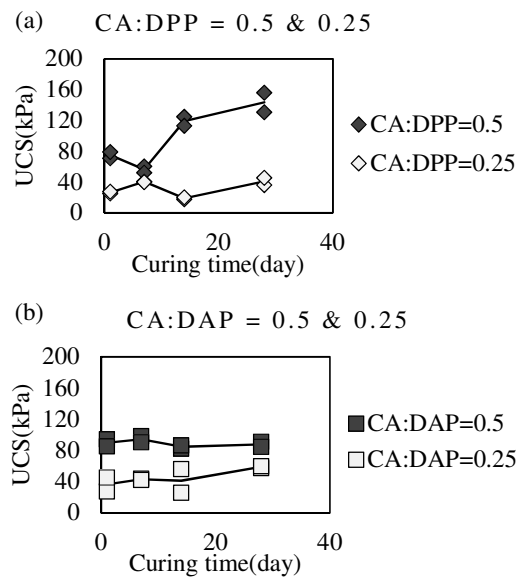 (a) CA:DPP = 0.5 & 0.25
200
160
120
80
40
0
UCS(kPa)
0 20 40
Curing time(day)
CA:DPP=0.5
CA:DPP=0.25
(b) CA:DAP = 0.5 & 0.25
200
160
120
80
40
0
UCS(kPa)
0 20 40
Curing time(day)
CA:DAP=0.5
CA:DAP=0.25